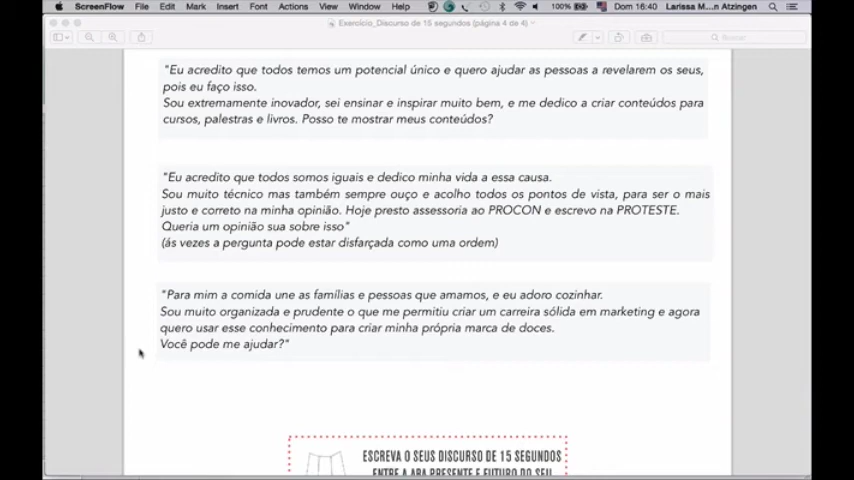 ScreenFlow File Edit Mark Insert Font Actions View Window Help 100% Dom 16:40 Larissa M...n Atzingen
Exercício_Discurso de 15 segundos (página 4 de 4)
Buscar
"Eu acredito que todos temos um potencial único e quero ajudar as pessoas a revelarem os seus,
pois eu faço isso.
Sou extremamente inovador, sei ensinar e inspirar muito bem, e me dedico a criar conteúdos para
cursos, palestras e livros. Posso te mostrar meus conteúdos?
"Eu acredito que todos somos iguais e dedico minha vida a essa causa.
Sou muito técnico mas também sempre ouço e acolho todos os pontos de vista, para ser o mais
justo e correto na minha opinião. Hoje presto assessoria ao PROCON e escrevo na PROTESTE.
Queria um opinião sua sobre isso"
(ás vezes a pergunta pode estar disfarçada como uma ordem)
"Para mim a comida une as famílias e pessoas que amamos, e eu adoro cozinhar.
Sou muito organizada e prudente o que me permitiu criar um carreira sólida em marketing e agora
quero usar esse conhecimento para criar minha própria marca de doces.
Você pode me ajudar?"
ESCREVA O SEUS DISCURSO DE 15 SEGUNDOS
ENTRE A ABA PRESENTE E FUTURO DO SEU